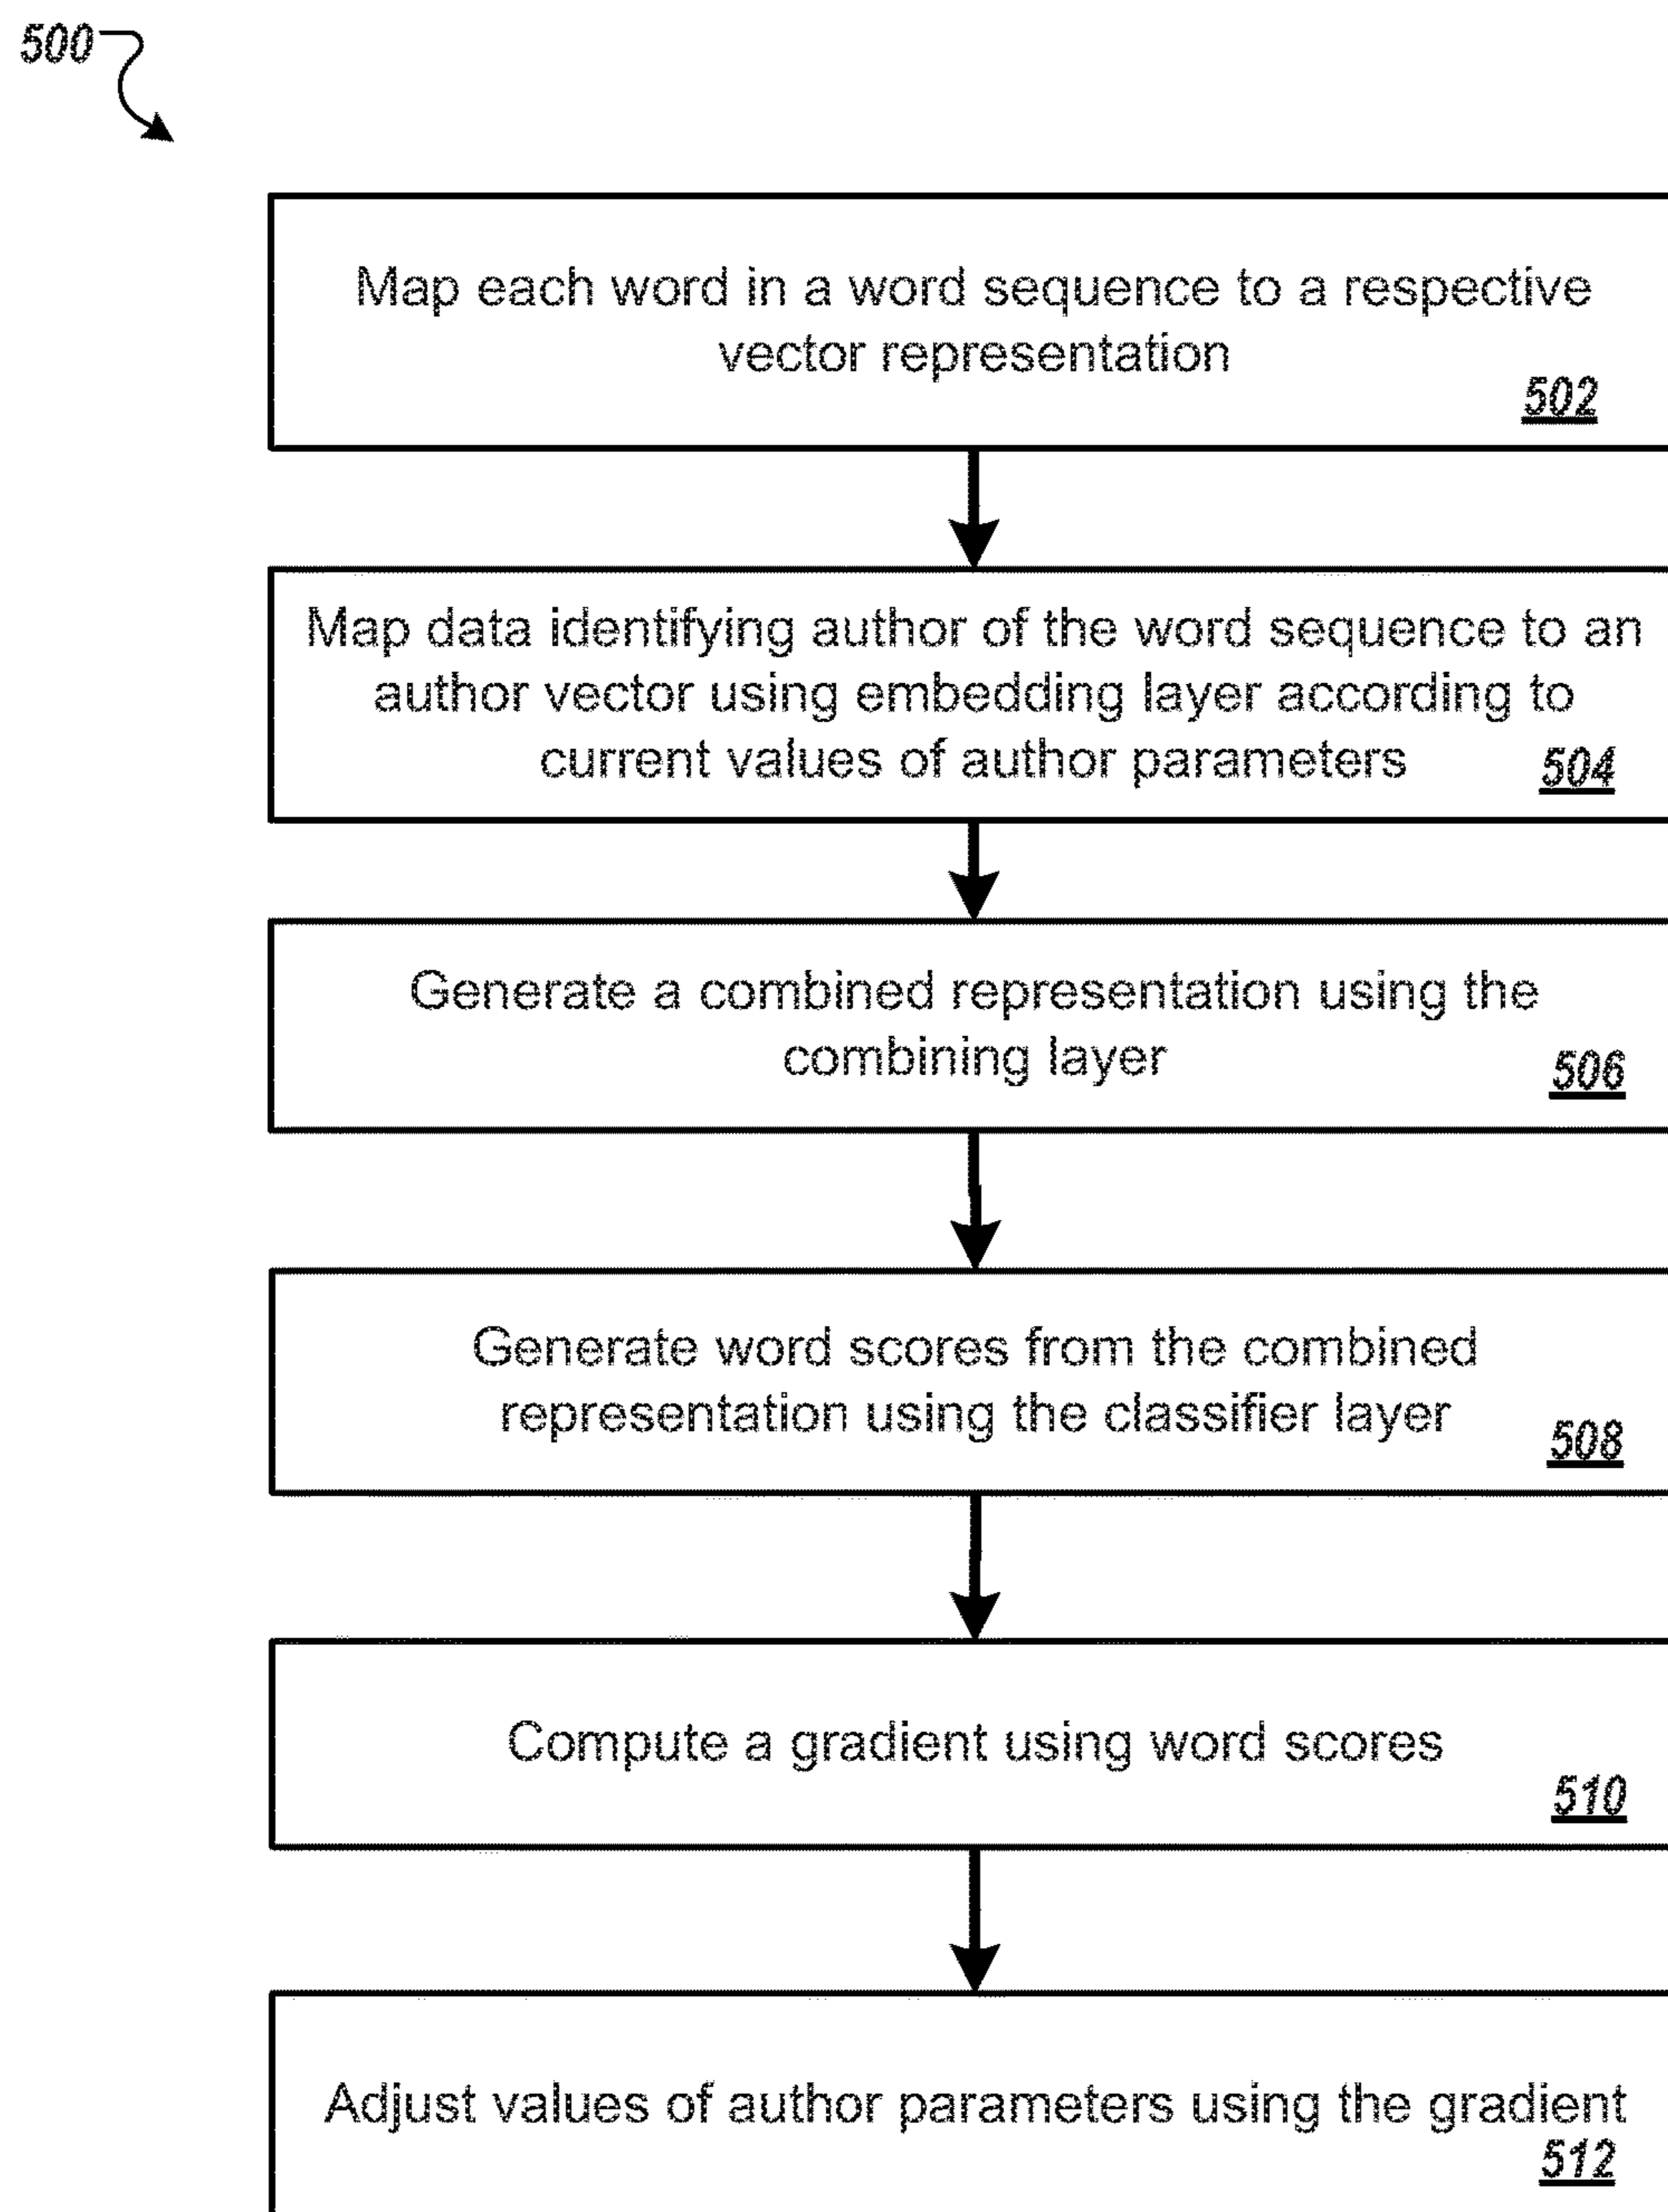 500
Map each word in a word sequence to a respective
vector representation
502
Map data identifying author of the word sequence to an
author vector using embedding layer according to
current values of author parameters
504
Generate a combined representation using the
combining layer
506
Generate word scores from the combined
representation using the classifier layer
508
Compute a gradient using word scores
510
Adjust values of author parameters using the gradient
512